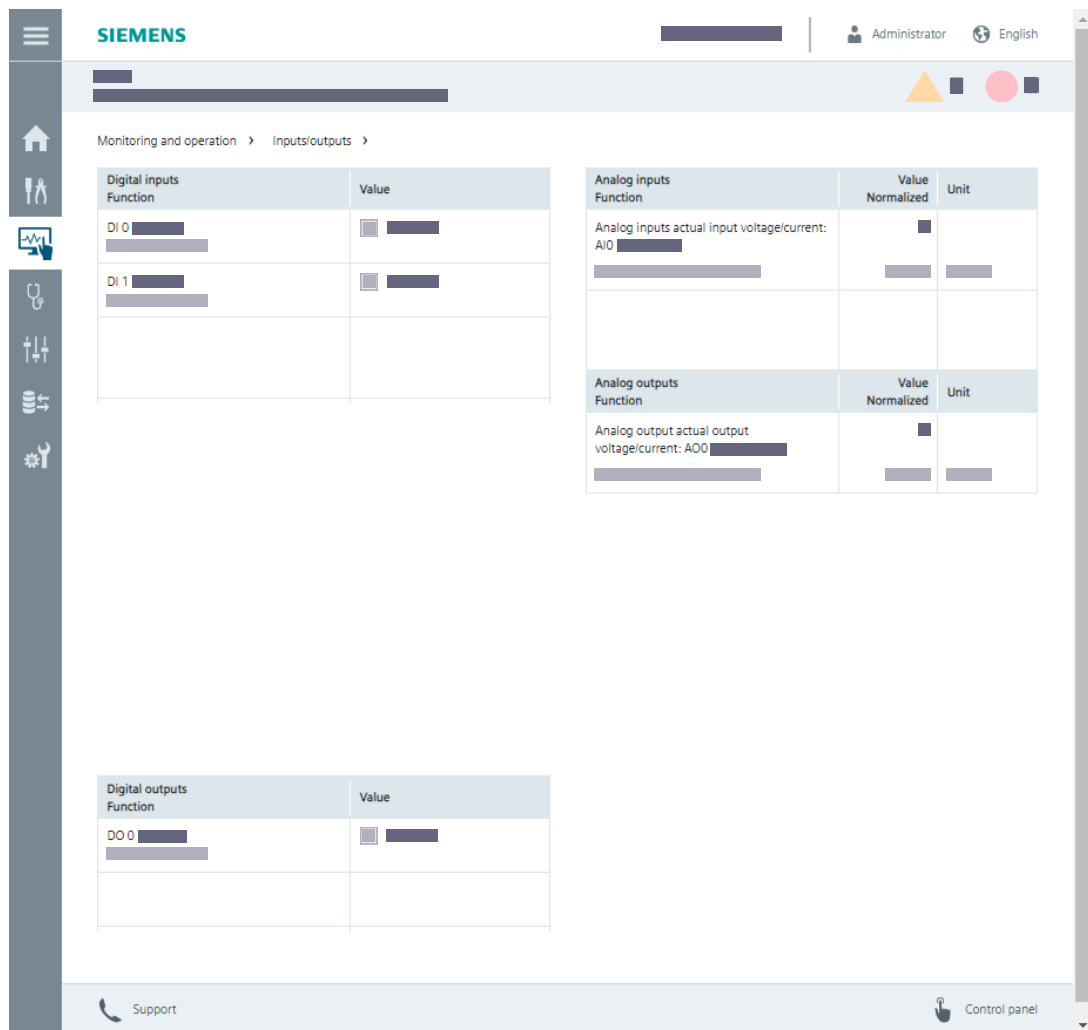 SIEMENS
Administrator
English
Monitoring and operation > Inputs/outputs >
Digital inputs
Function
Value
DI 0
DI 1
Analog inputs
Function
Value
Normalized
Unit
Analog inputs actual input voltage/current:
AI0
Analog outputs
Function
Value
Normalized
Unit
Analog output actual output
voltage/current: AO0
Digital outputs
Function
Value
DO 0
Support
Control panel